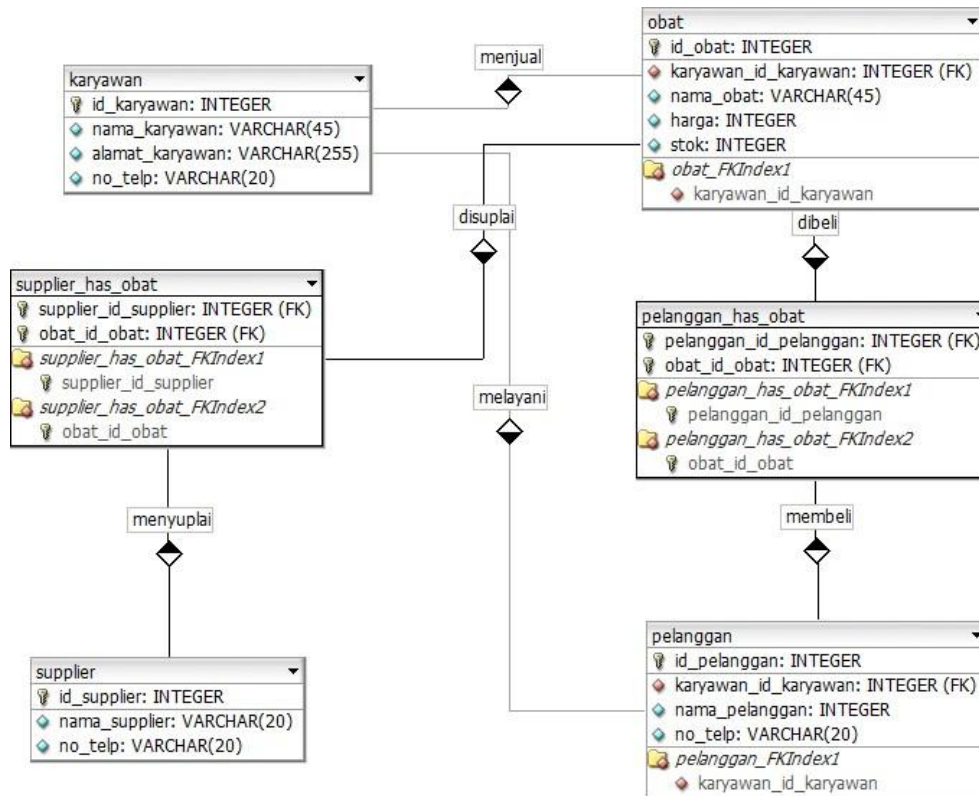 karyawan
id_karyawan: INTEGER
nama_karyawan: VARCHAR(45)
alamat_karyawan: VARCHAR(255)
no_telp: VARCHAR(20)
menjual
obat
id_obat: INTEGER
karyawan_id_karyawan: INTEGER (FK)
nama_obat: VARCHAR(45)
harga: INTEGER
stok: INTEGER
obat_FKIndex1
karyawan_id_karyawan
disuplai
dibeli
supplier_has_obat
supplier_id_supplier: INTEGER (FK)
obat_id_obat: INTEGER (FK)
supplier_has_obat_FKIndex1
supplier_id_supplier
supplier_has_obat_FKIndex2
obat_id_obat
melayani
pelanggan_has_obat
pelanggan_id_pelanggan: INTEGER (FK)
obat_id_obat: INTEGER (FK)
pelanggan_has_obat_FKIndex1
pelanggan_id_pelanggan
pelanggan_has_obat_FKIndex2
obat_id_obat
menyuplai
membeli
supplier
id_supplier: INTEGER
nama_supplier: VARCHAR(20)
no_telp: VARCHAR(20)
pelanggan
id_pelanggan: INTEGER
karyawan_id_karyawan: INTEGER (FK)
nama_pelanggan: INTEGER
no_telp: VARCHAR(20)
pelanggan_FKIndex1
karyawan_id_karyawan